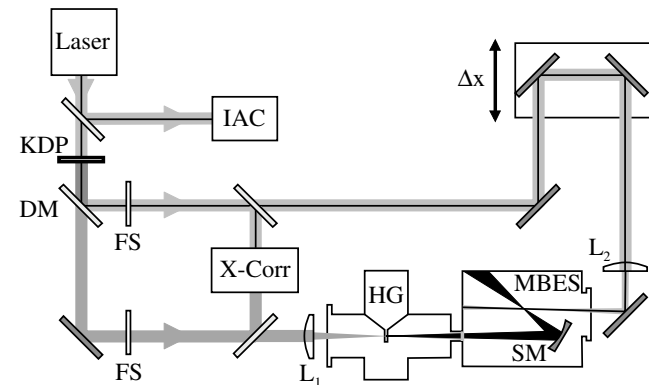 Laser
Δx
IAC
KDP
DM
FS
X-Corr
L2
HG
MBES
SM
FS
L1